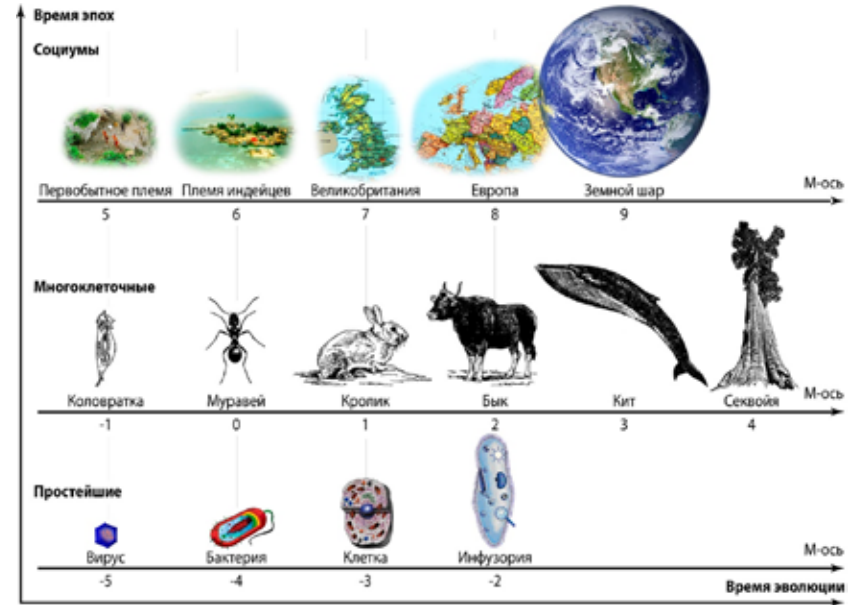 Время эпох
Социумы
Первобытное племя Племя индейцев Великобритания Европа Земной шар М-ось
5 6 7 8 9
Многоклеточные
Коловратка Муравей Кролик Бык Кит Секвойя М-ось
-1 0 1 2 3 4
Простейшие
Вирус Бактерия Клетка Инфузория М-ось
-5 -4 -3 -2
Время эволюции